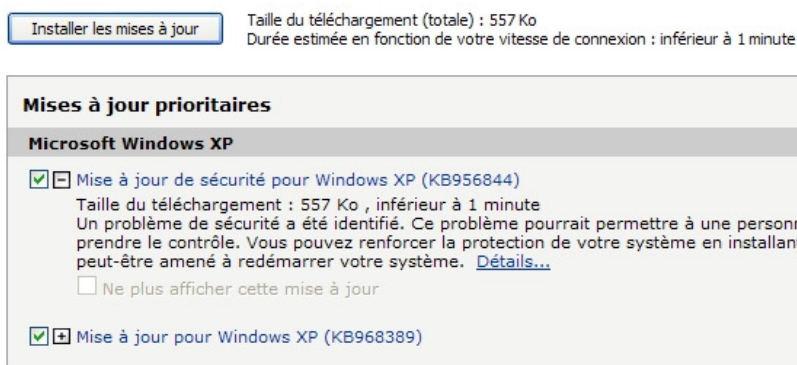 Installer les mises à jour
Taille du téléchargement (totale) : 557 Ko
Durée estimée en fonction de votre vitesse de connexion : inférieur à 1 minute
Mises à jour prioritaires
Microsoft Windows XP
Mise à jour de sécurité pour Windows XP (KB956844)
Taille du téléchargement : 557 Ko , inférieur à 1 minute
Un problème de sécurité a été identifié. Ce problème pourrait permettre à une
prendre le contrôle. Vous pouvez renforcer la protection de votre système en
peut-être amené à redémarrer votre système. Détails...
Ne plus afficher cette mise à jour
Mise à jour pour Windows XP (KB968389)